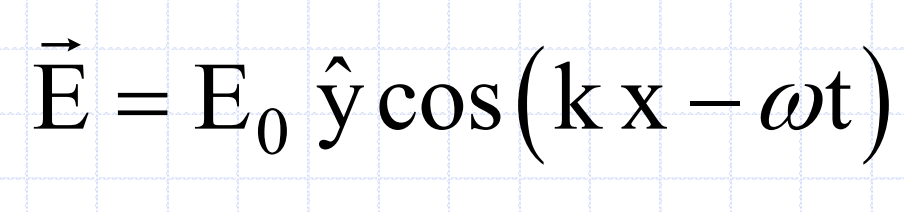 E⃗ = E₀ ŷ cos(k x − ωt)